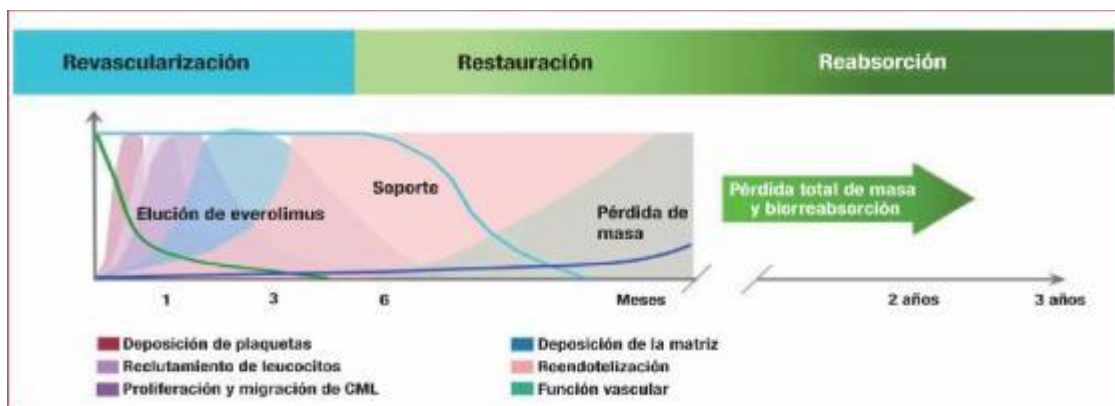 Revascularización Restauración Reabsorción
Elución de everolimus
Soporte
Pérdida de
masa
Pérdida total de masa
y biorreabsorción
1 3 6 Meses 2 años 3 años
Deposición de plaquetas
Reclutamiento de leucocitos
Proliferación y migración de CML
Deposición de la matriz
Reendotelización
Función vascular